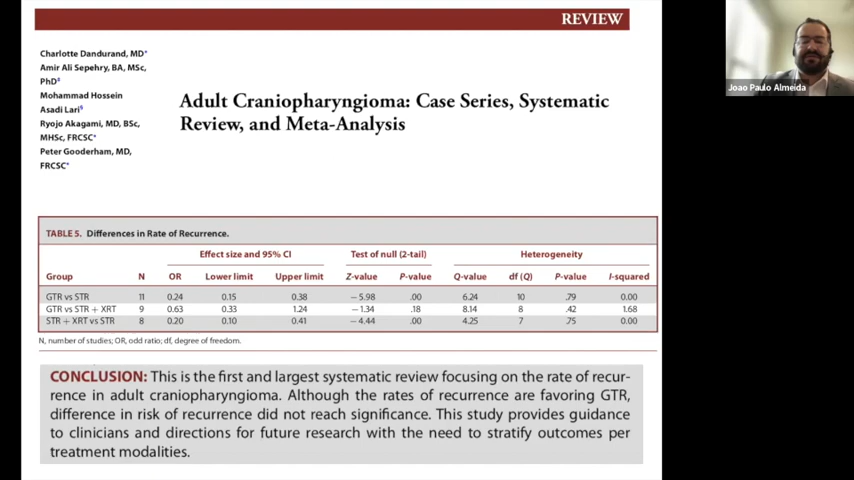 REVIEW
Charlotte Dandurand, MD*
Amir Ali Sepehry, BA, MSc,
PhD‡
Mohammad Hossein
Asadi Lari§
Ryojo Akagami, MD, BSc,
MHSc, FRCSC*
Peter Gooderham, MD,
FRCSC*
Adult Craniopharyngioma: Case Series, Systematic
Review, and Meta-Analysis
Joao Paulo Almeida
TABLE 5. Differences in Rate of Recurrence.
Effect size and 95% CI Test of null (2-tail) Heterogeneity
Group N OR Lower limit Upper limit Z-value P-value Q-value df (Q) P-value I-squared
GTR vs STR 11 0.24 0.15 0.38 −5.98 .00 6.24 10 .79 0.00
GTR vs STR + XRT 9 0.63 0.33 1.24 −1.34 .18 8.14 8 .42 1.68
STR + XRT vs STR 8 0.20 0.10 0.41 −4.44 .00 4.25 7 .75 0.00
N, number of studies; OR, odd ratio; df, degree of freedom.
CONCLUSION: This is the first and largest systematic review focusing on the rate of recur-
rence in adult craniopharyngioma. Although the rates of recurrence are favoring GTR,
difference in risk of recurrence did not reach significance. This study provides guidance
to clinicians and directions for future research with the need to stratify outcomes per
treatment modalities.